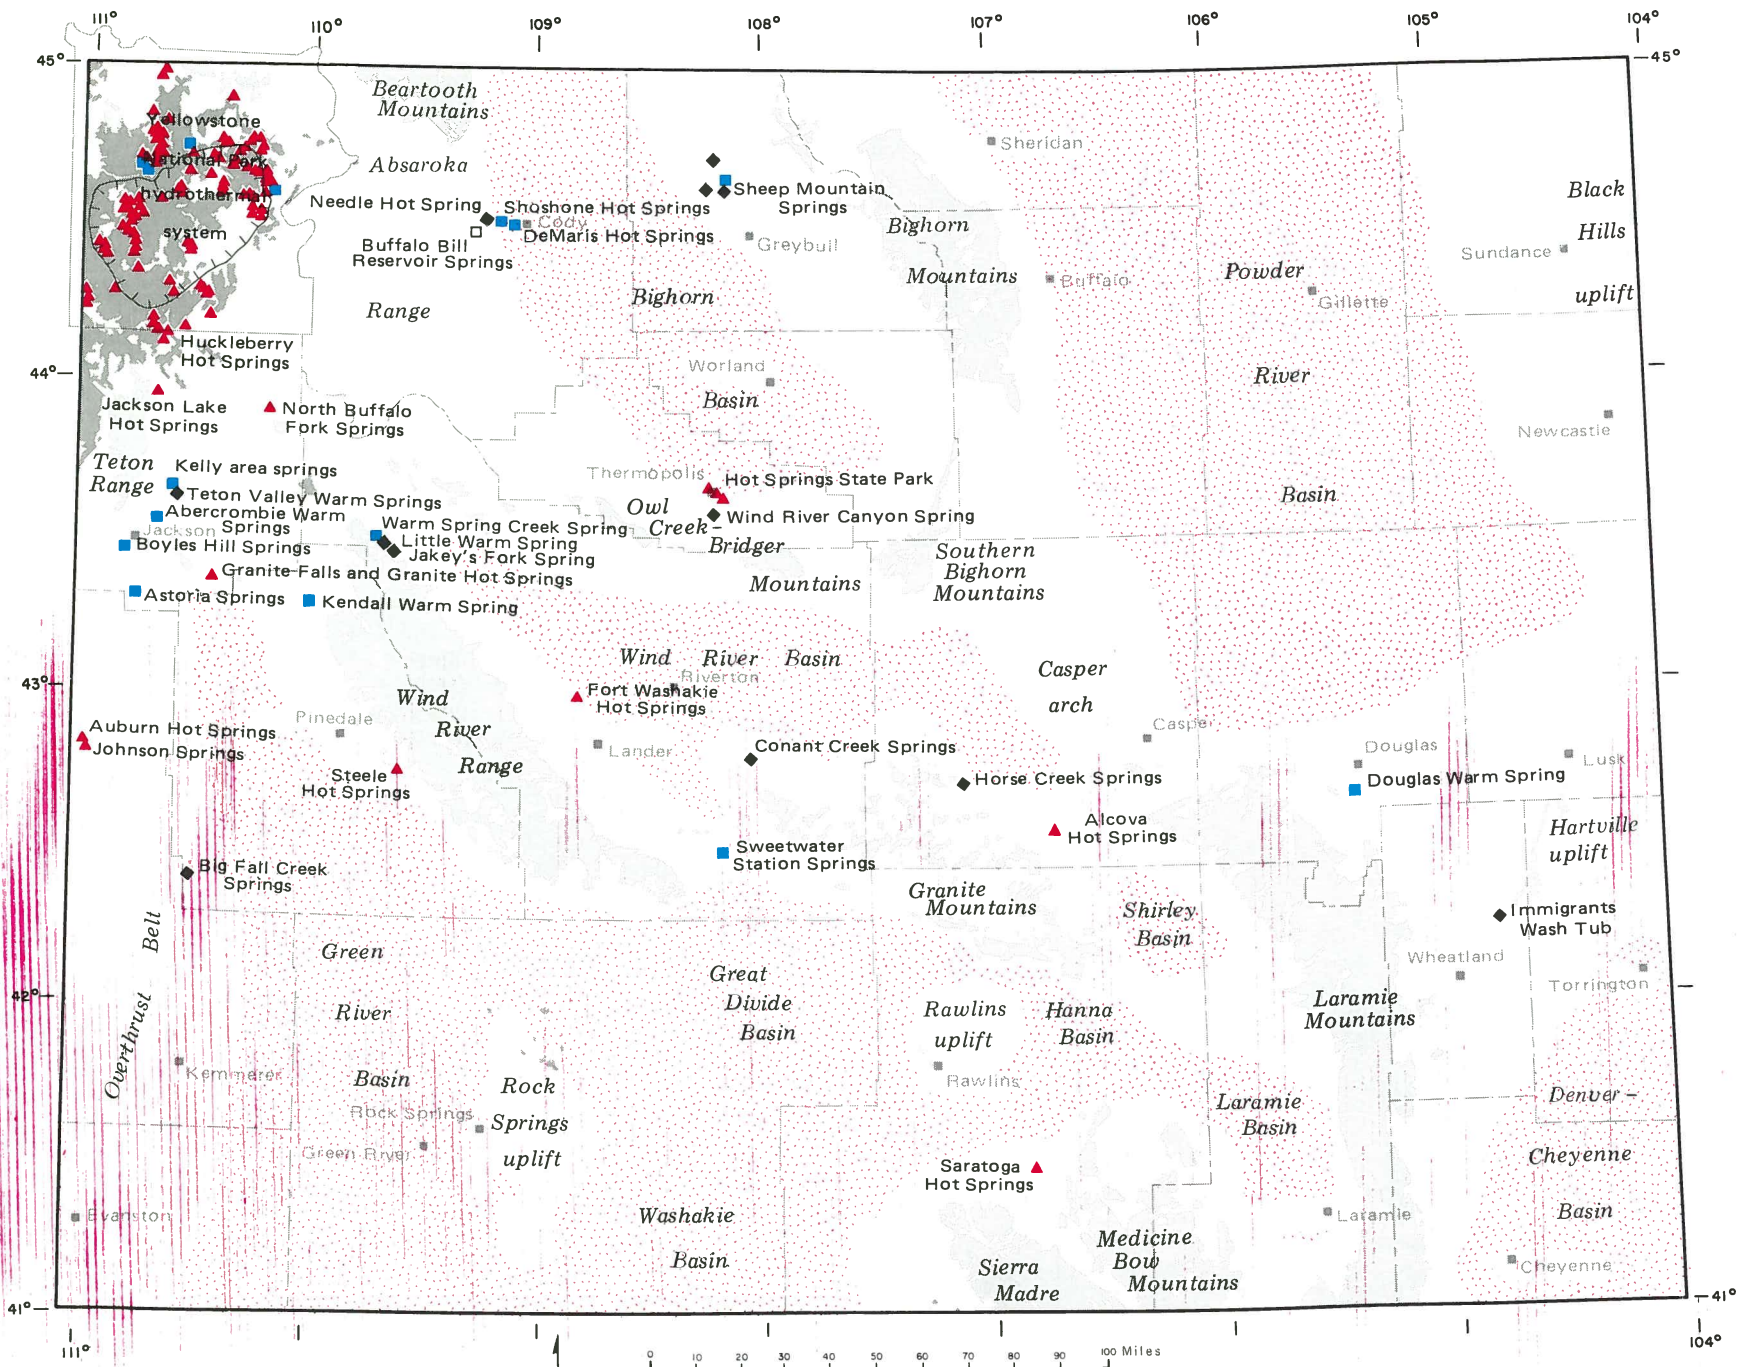 111° 110° 109° 108° 107° 106° 105° 104°
45° 45°
Beartooth
Mountains
Yellowstone
National Park
hydrothermal
system
Absaroka
Range
Sheridan
Black
Hills
uplift
Needle Hot Spring
Shoshone Hot Springs
Cody
DeMaris Hot Springs
Buffalo Bill
Reservoir Springs
Sheep Mountain
Springs
Greybull
Bighorn
Mountains
Buffalo
Powder
Gillette
Sundance
Bighorn
Huckleberry
Hot Springs
44°
Worland
Basin
River
Jackson Lake
Hot Springs
North Buffalo
Fork Springs
Newcastle
Teton
Range
Kelly area springs
Teton Valley Warm Springs
Abercrombie Warm
Springs
Jackson
Boyles Hill Springs
Thermopolis
Hot Springs State Park
Owl
Creek–
Wind River Canyon Spring
Bridger
Mountains
Basin
Warm Spring Creek Spring
Little Warm Spring
Jakey's Fork Spring
Granite Falls and Granite Hot Springs
Astoria Springs
Kendall Warm Spring
Southern
Bighorn
Mountains
43°
Wind River Basin
Riverton
Fort Washakie
Hot Springs
Wind
River
Range
Casper
arch
Casper
Auburn Hot Springs
Johnson Springs
Pinedale
Steele
Hot Springs
Lander
Conant Creek Springs
Horse Creek Springs
Douglas
Douglas Warm Spring
Lusk
Alcova
Hot Springs
Hartville
uplift
Sweetwater
Station Springs
Big Fall Creek
Springs
Granite
Mountains
Shirley
Basin
Immigrants
Wash Tub
Overthrust Belt
Green
River
Basin
Great
Divide
Basin
Wheatland
Torrington
42°
Rawlins
uplift
Hanna
Basin
Laramie
Mountains
Kemmerer
Rock
Springs
uplift
Rock Springs
Green River
Rawlins
Laramie
Basin
Denver–
Cheyenne
Basin
Saratoga
Hot Springs
Evanston
Washakie
Basin
Laramie
Medicine
Bow
Mountains
Sierra
Madre
Cheyenne
41° 41°
111° 104°
0 10 20 30 40 50 60 70 80 90 100 Miles